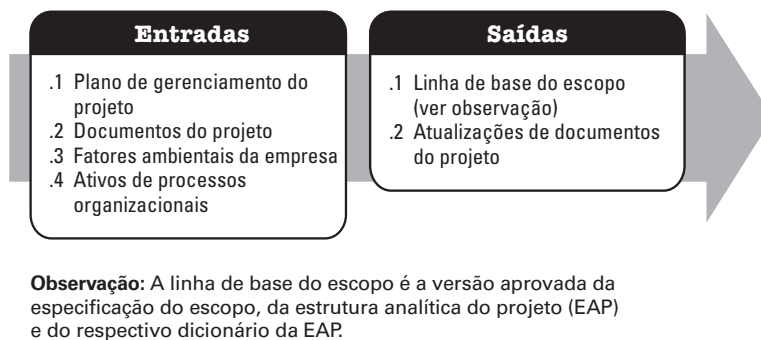 Entradas
.1 Plano de gerenciamento do
projeto
.2 Documentos do projeto
.3 Fatores ambientais da empresa
.4 Ativos de processos
organizacionais
Saídas
.1 Linha de base do escopo
(ver observação)
.2 Atualizações de documentos
do projeto
Observação: A linha de base do escopo é a versão aprovada da
especificação do escopo, da estrutura analítica do projeto (EAP)
e do respectivo dicionário da EAP.